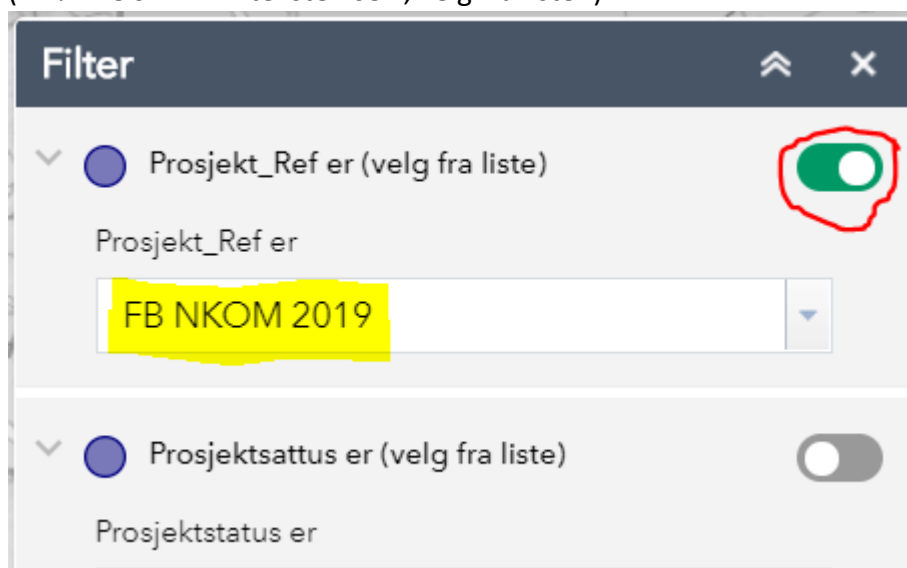 Filter
Prosjekt_Ref er (velg fra liste)
Prosjekt_Ref er
FB NKOM 2019
Prosjektsattus er (velg fra liste)
Prosjektstatus er